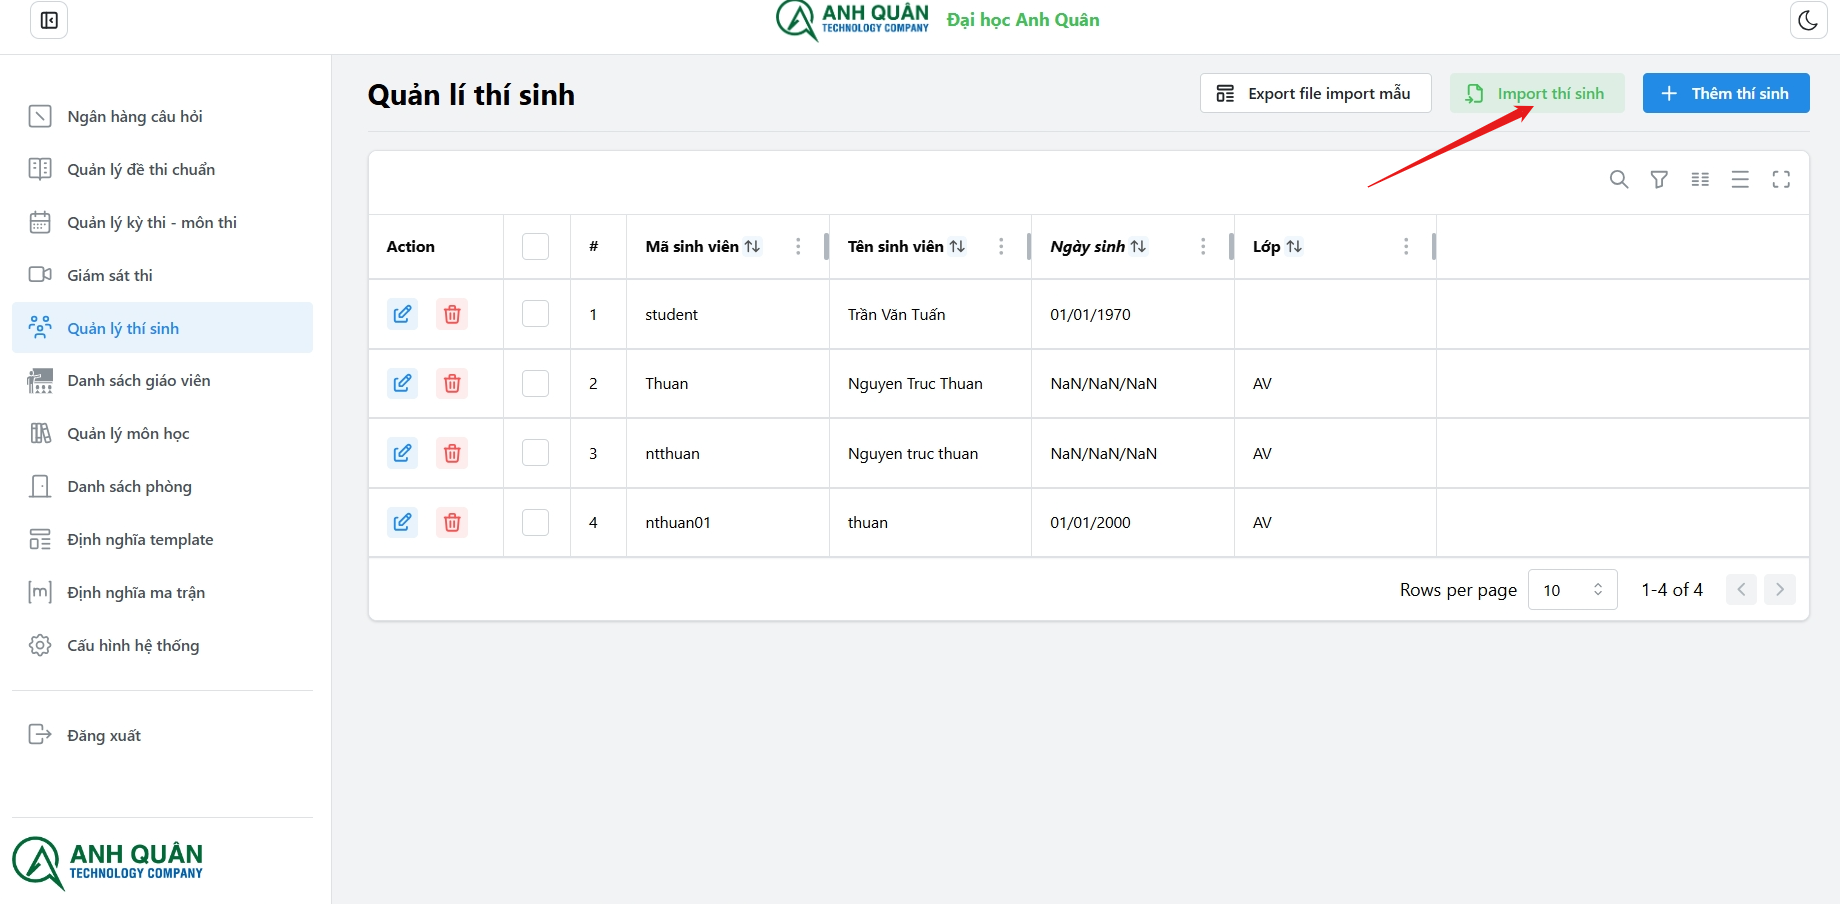 ANH QUÂN
TECHNOLOGY COMPANY
Đại học Anh Quân
Ngân hàng câu hỏi
Quản lý đề thi chuẩn
Quản lý kỳ thi - môn thi
Giám sát thi
Quản lý thí sinh
Danh sách giáo viên
Quản lý môn học
Danh sách phòng
Định nghĩa template
[m] Định nghĩa ma trận
Cấu hình hệ thống
Đăng xuất
ANH QUÂN
TECHNOLOGY COMPANY
Quản lí thí sinh
Export file import mẫu
Import thí sinh
Thêm thí sinh
Action # Mã sinh viên Tên sinh viên Ngày sinh Lớp
1 student Trần Văn Tuấn 01/01/1970
2 Thuan Nguyen Truc Thuan NaN/NaN/NaN AV
3 ntthuan Nguyen truc thuan NaN/NaN/NaN AV
4 nthuan01 thuan 01/01/2000 AV
Rows per page 10 1-4 of 4